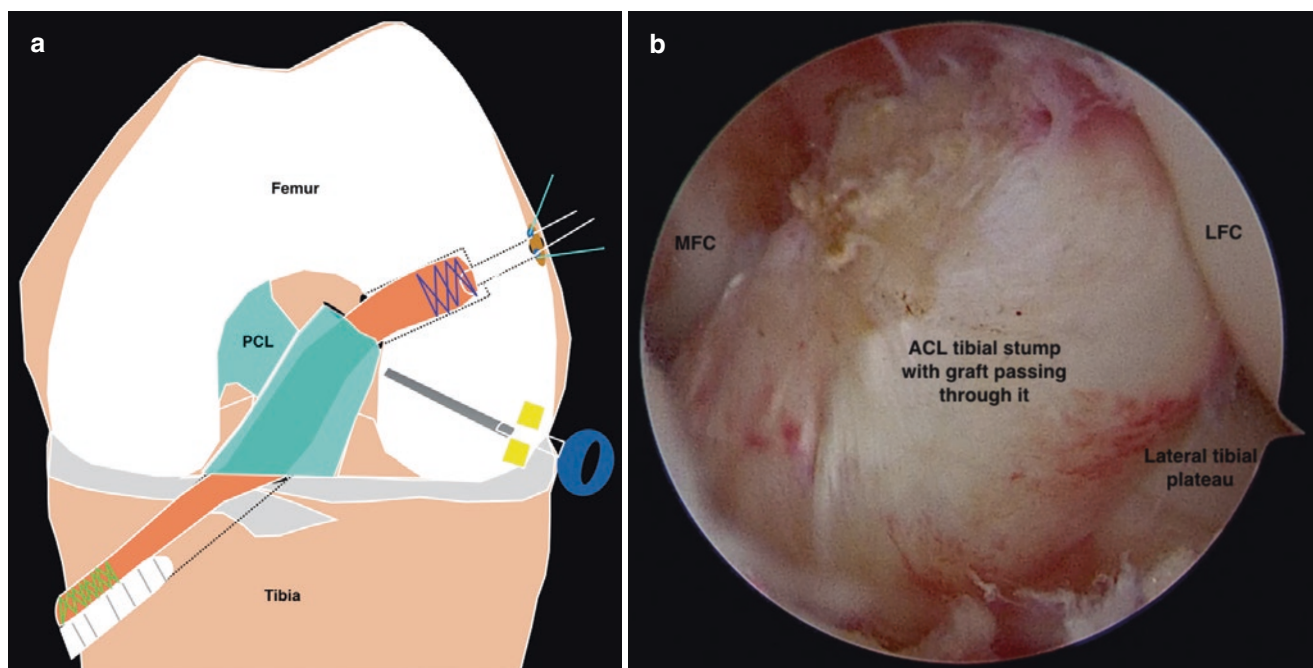 a
Femur
PCL
Tibia
b
MFC
LFC
ACL tibial stump
with graft passing
through it
Lateral tibial
plateau